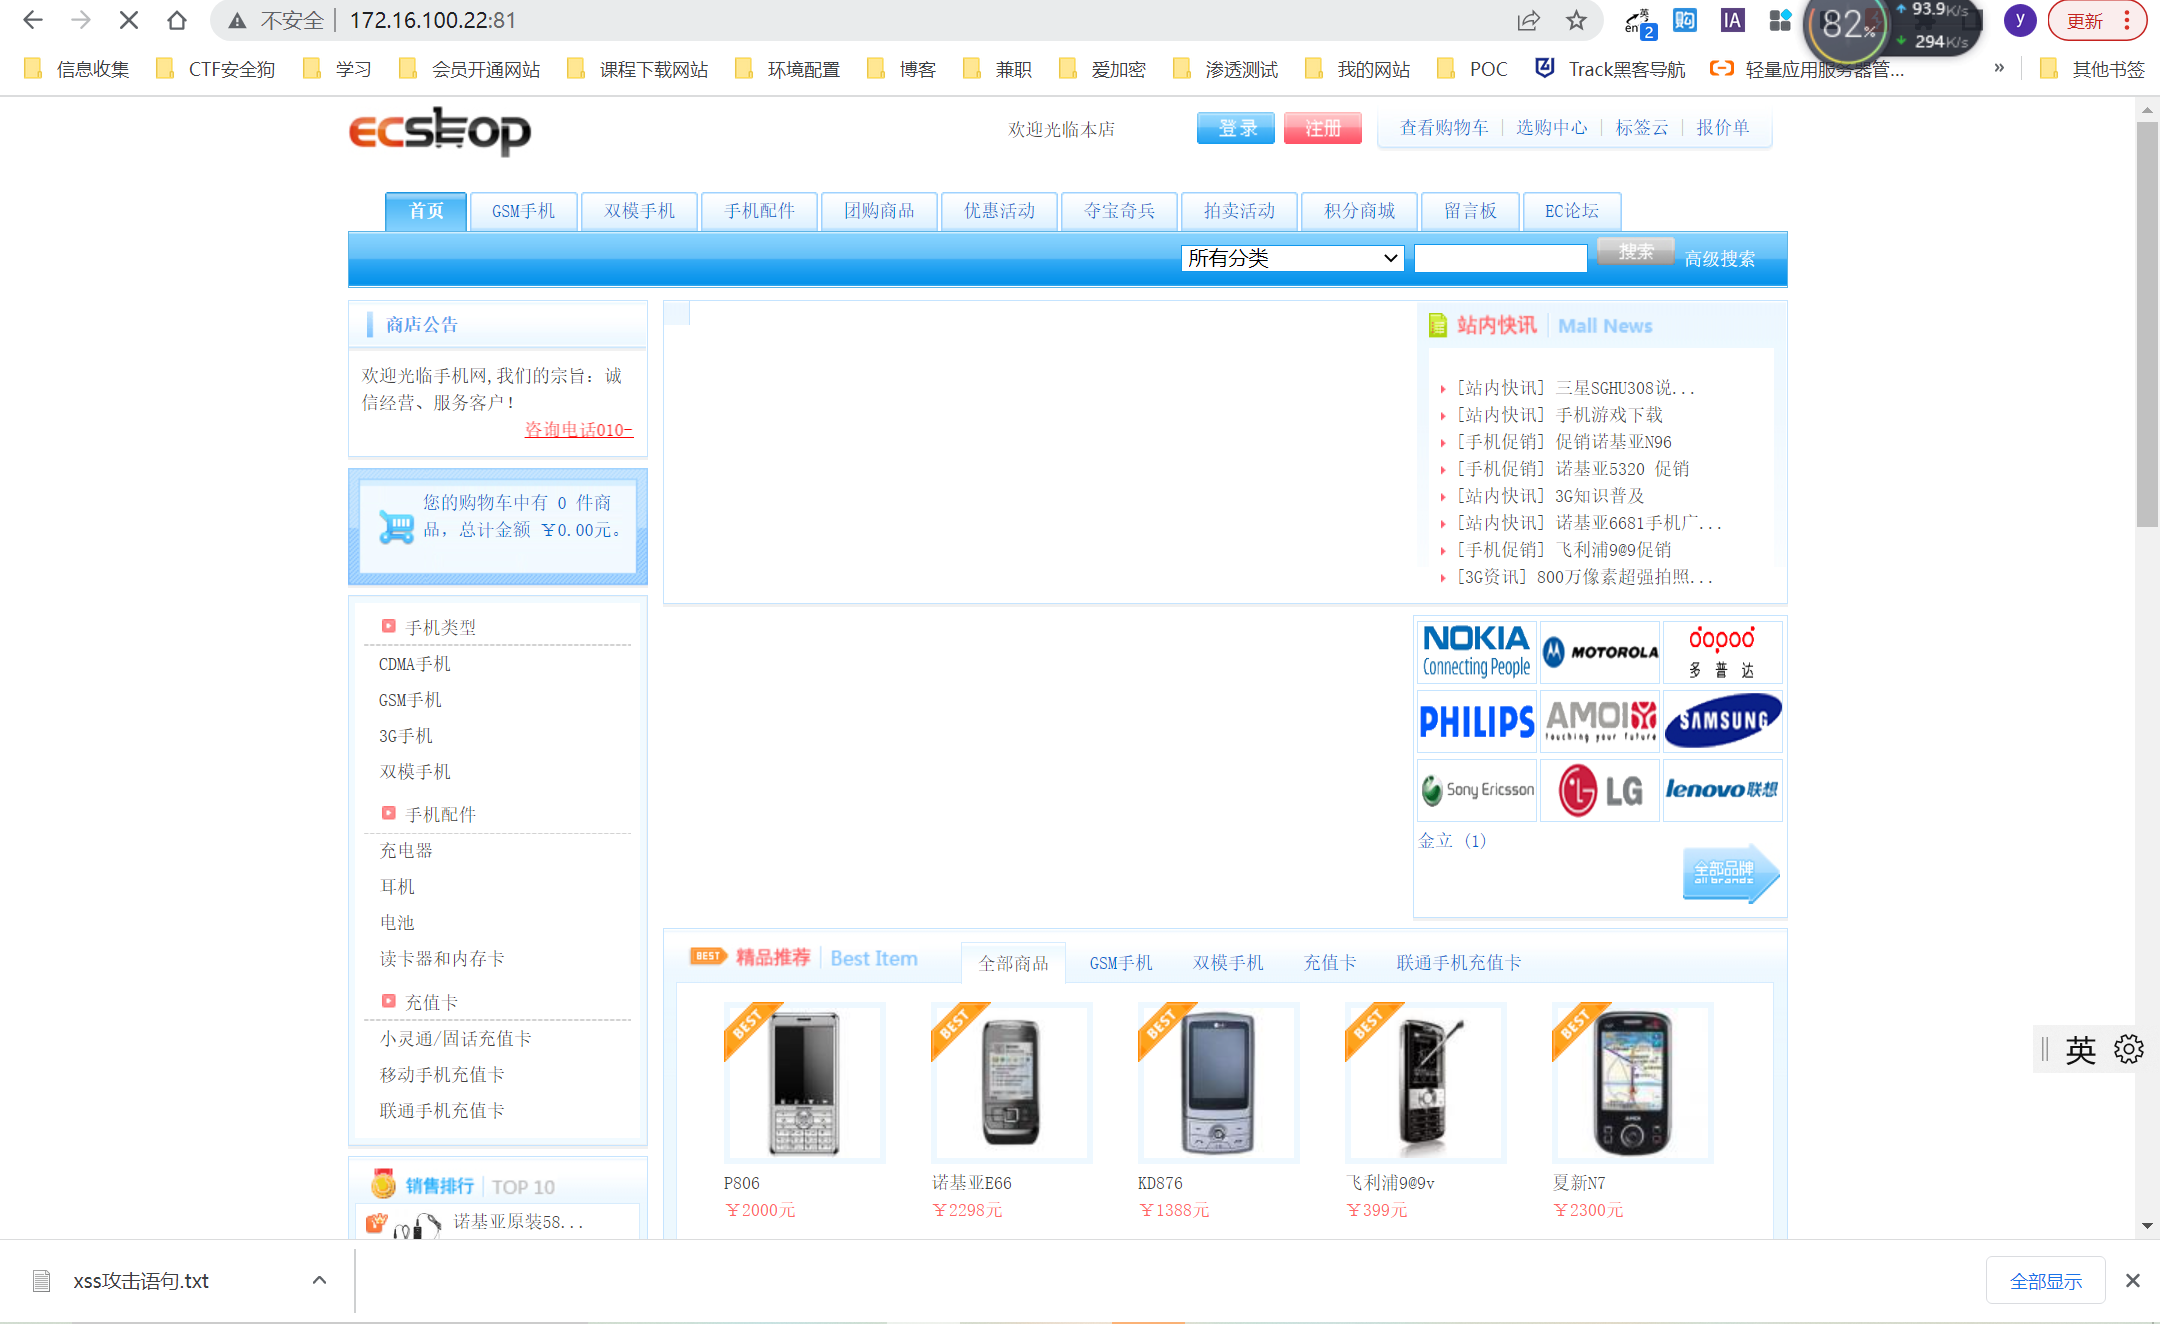 不安全 172.16.100.22:81
英
en 2
购
IA
82%
93.9K/s
294K/s
y
更新
信息收集 CTF安全狗 学习 会员开通网站 课程下载网站 环境配置 博客 兼职 爱加密 渗透测试 我的网站 POC Track黑客导航 轻量应用服务器管... » 其他书签
ECSHOP
欢迎光临本店 登录 注册 查看购物车 选购中心 标签云 报价单
首页 GSM手机 双模手机 手机配件 团购商品 优惠活动 夺宝奇兵 拍卖活动 积分商城 留言板 EC论坛
所有分类 搜索 高级搜索
商店公告
欢迎光临手机网,我们的宗旨：诚
信经营、服务客户！
咨询电话010-
您的购物车中有 0 件商
品，总计金额 ￥0.00元。
手机类型
CDMA手机
GSM手机
3G手机
双模手机
手机配件
充电器
耳机
电池
读卡器和内存卡
充值卡
小灵通/固话充值卡
移动手机充值卡
联通手机充值卡
销售排行 TOP 10
诺基亚原装58...
站内快讯 Mall News
[站内快讯] 三星SGHU308说...
[站内快讯] 手机游戏下载
[手机促销] 促销诺基亚N96
[手机促销] 诺基亚5320 促销
[站内快讯] 3G知识普及
[站内快讯] 诺基亚6681手机广...
[手机促销] 飞利浦9@9促销
[3G资讯] 800万像素超强拍照...
NOKIA
Connecting People
MOTOROLA
dopod
多普达
PHILIPS
AMOI
touching your future
SAMSUNG
Sony Ericsson
LG
lenovo联想
金立 (1)
全部品牌
all brands
BEST 精品推荐 Best Item 全部商品 GSM手机 双模手机 充值卡 联通手机充值卡
BEST BEST BEST BEST BEST
P806 诺基亚E66 KD876 飞利浦9@9v 夏新N7
￥2000元 ￥2298元 ￥1388元 ￥399元 ￥2300元
英
xss攻击语句.txt 全部显示